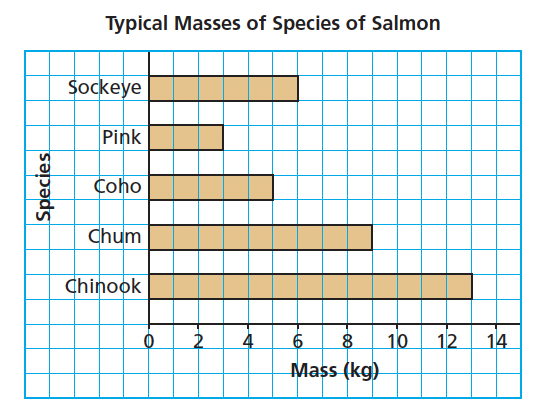 Typical Masses of Species of Salmon
Species
Sockeye
Pink
Coho
Chum
Chinook
0 2 4 6 8 10 12 14
Mass (kg)